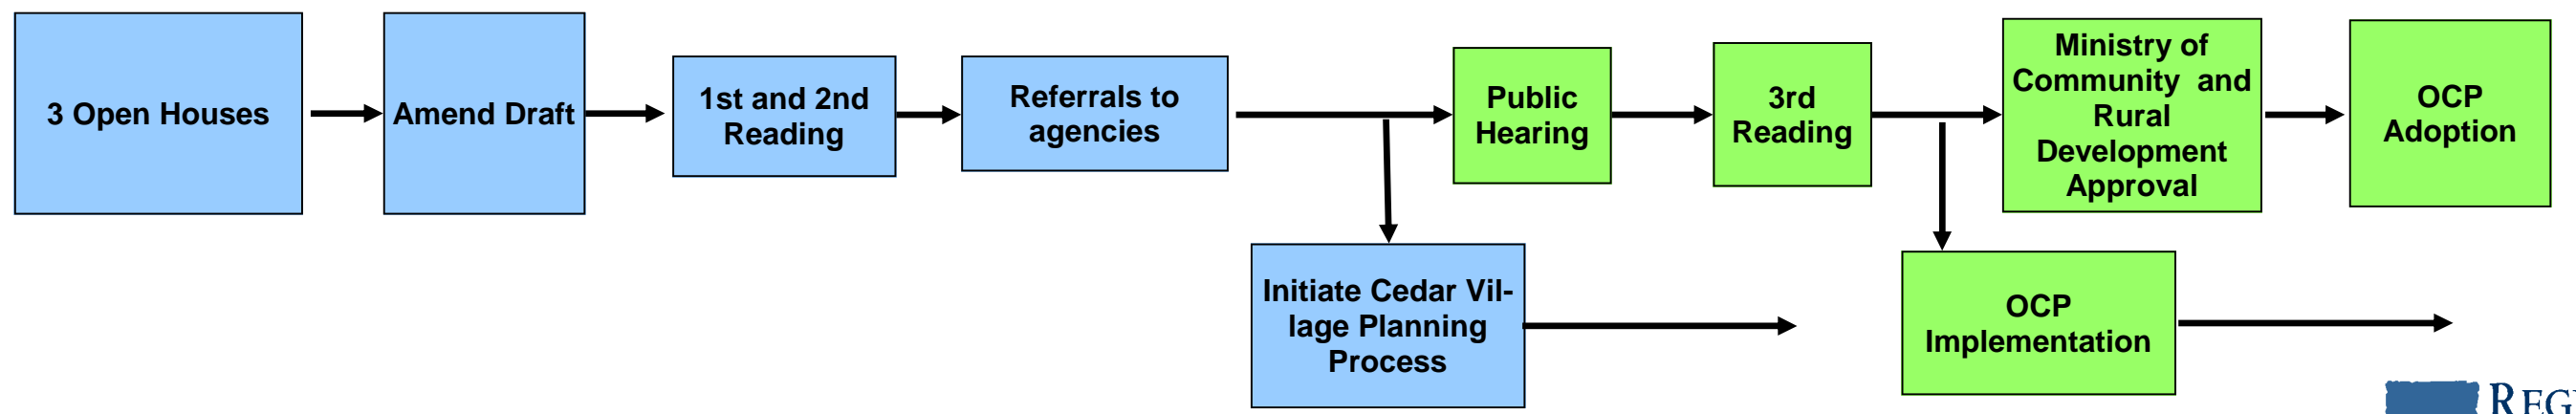 3 Open Houses
Amend Draft
1st and 2nd
Reading
Referrals to
agencies
Public
Hearing
3rd
Reading
Ministry of
Community and
Rural
Development
Approval
OCP
Adoption
Initiate Cedar Vil-
lage Planning
Process
OCP
Implementation